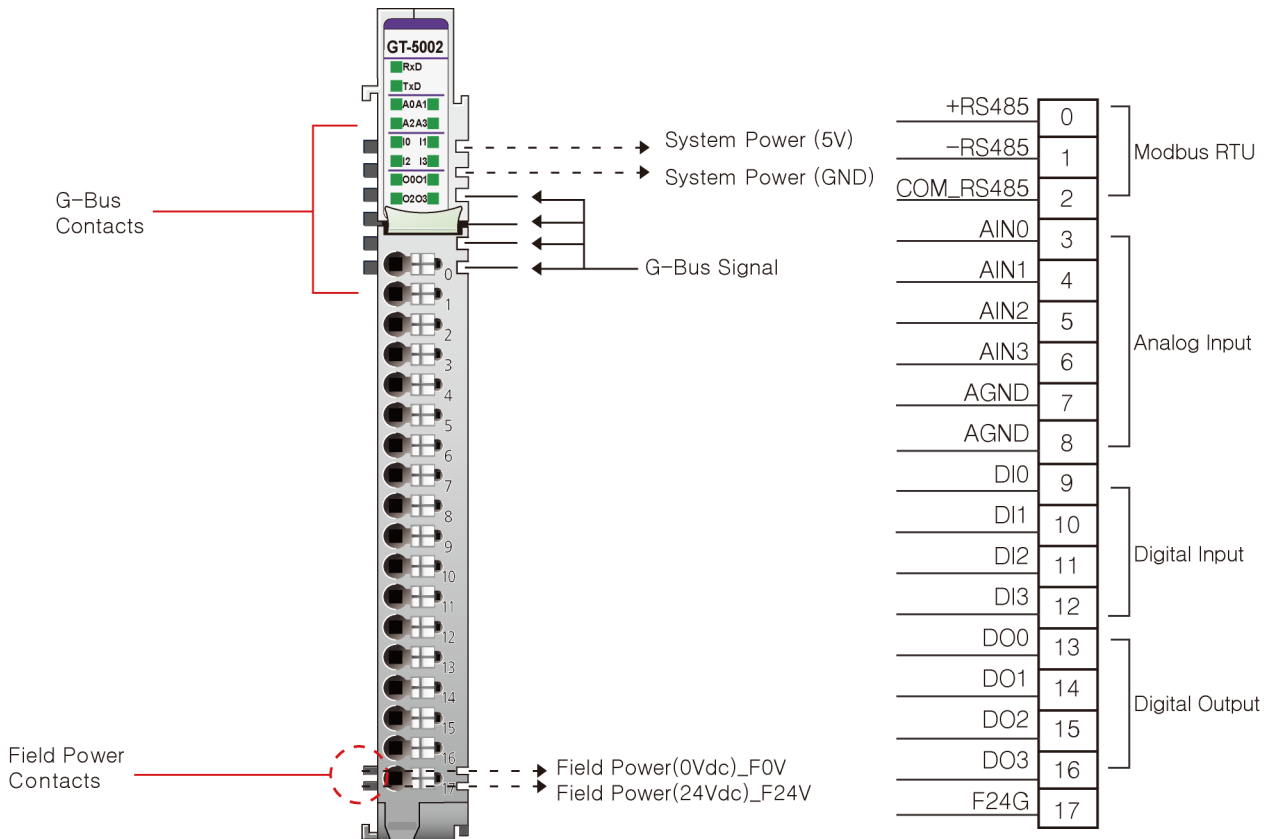 GT-5002
RxD
TxD
A0A1
A2A3
I0 I1
I2 I3
O0O1
O2O3
G-Bus
Contacts
System Power (5V)
System Power (GND)
G-Bus Signal
0
1
2
3
4
5
6
7
8
9
10
11
12
13
14
15
16
17
Field Power
Contacts
Field Power(0Vdc)_F0V
Field Power(24Vdc)_F24V
+RS485 0
-RS485 1
COM_RS485 2
AIN0 3
AIN1 4
AIN2 5
AIN3 6
AGND 7
AGND 8
DI0 9
DI1 10
DI2 11
DI3 12
DO0 13
DO1 14
DO2 15
DO3 16
F24G 17
Modbus RTU
Analog Input
Digital Input
Digital Output